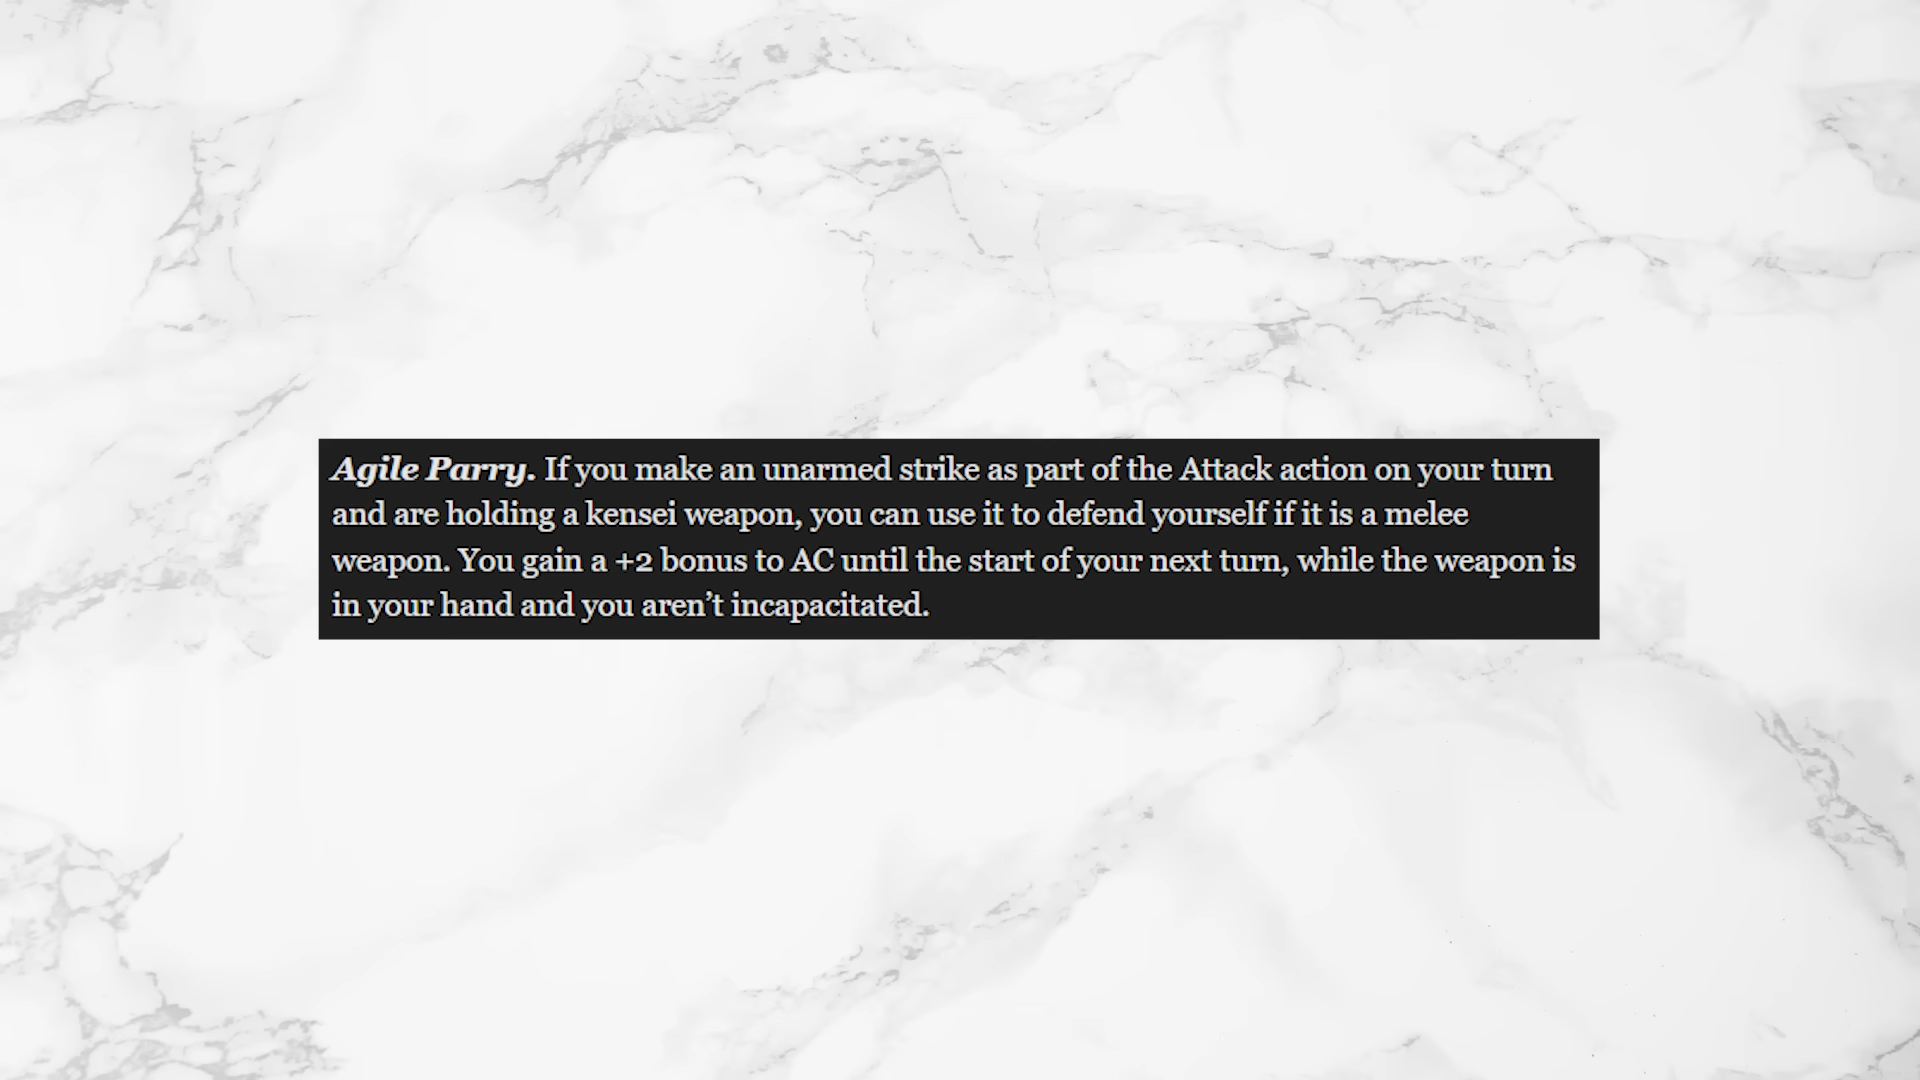 Agile Parry. If you make an unarmed strike as part of the Attack action on your turn
and are holding a kensei weapon, you can use it to defend yourself if it is a melee
weapon. You gain a +2 bonus to AC until the start of your next turn, while the weapon is
in your hand and you aren’t incapacitated.